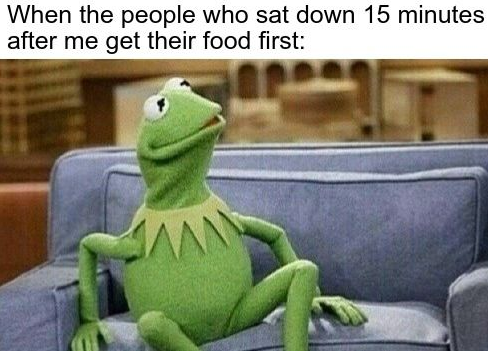 When the people who sat down 15 minutes
after me get their food first: